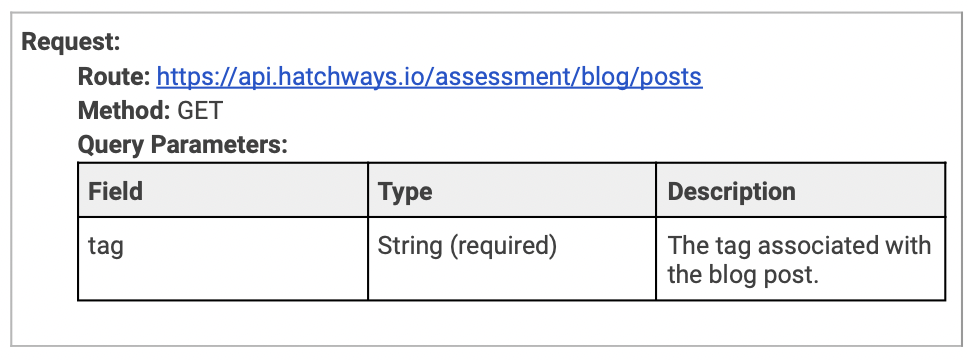 Request:
Route: https://api.hatchways.io/assessment/blog/posts
Method: GET
Query Parameters:
Field Type Description
tag String (required) The tag associated with
the blog post.